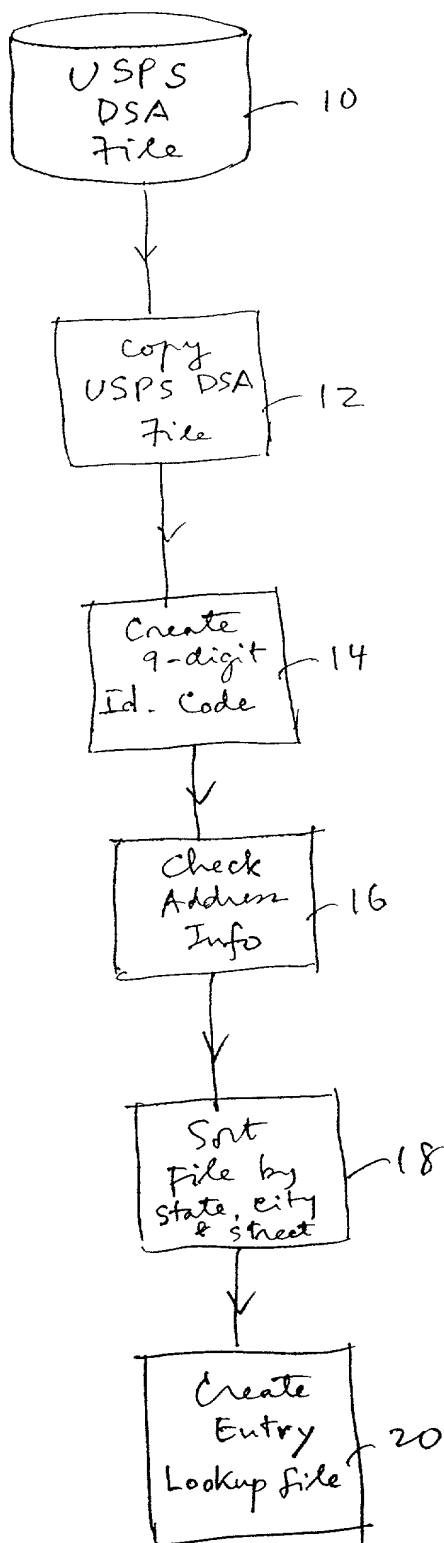 USPS
DSA
File
10
Copy
USPS DSA
File
12
Create
9-digit
Id. Code
14
Check
Address
Info
16
Sort
File by
state, city
& street
18
Create
Entry
Lookup file
20